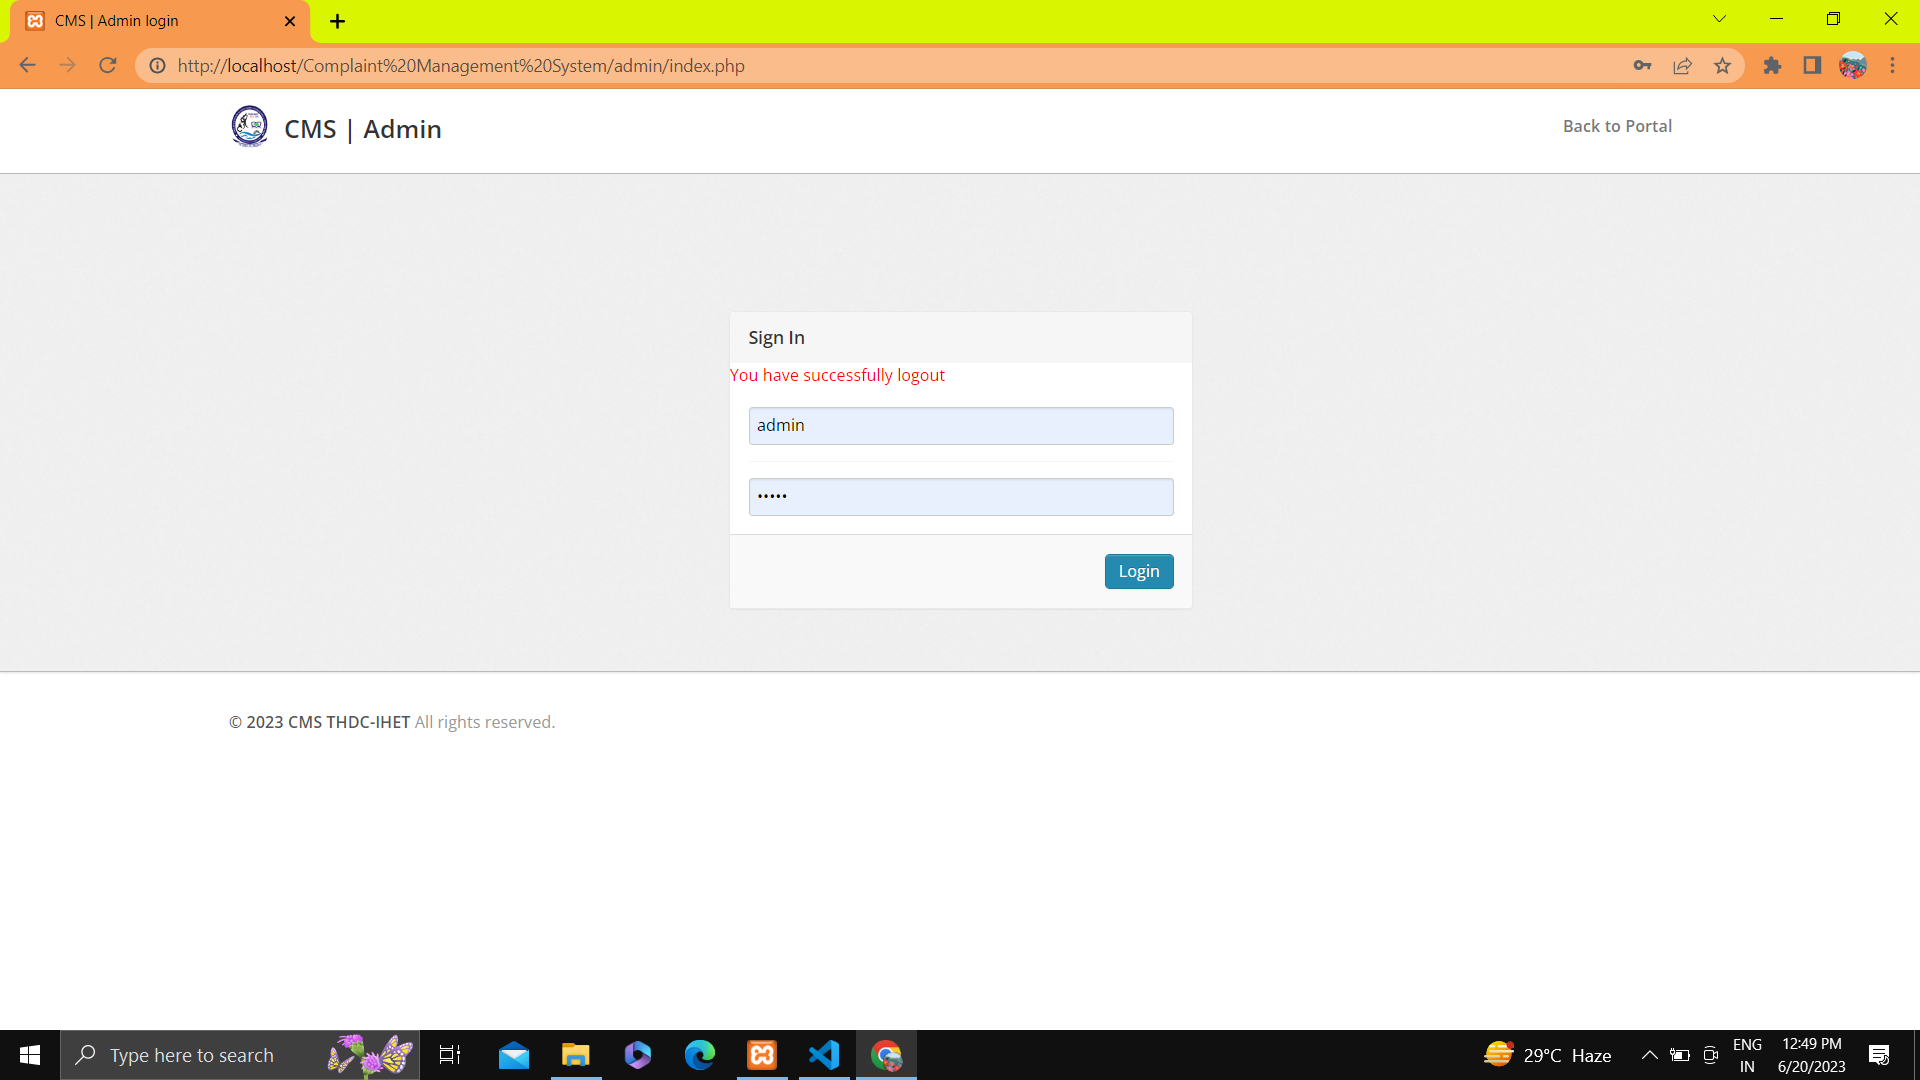 CMS | Admin login
http://localhost/Complaint%20Management%20System/admin/index.php
CMS | Admin
Back to Portal
Sign In
You have successfully logout
admin
•••••
Login
© 2023 CMS THDC-IHET All rights reserved.
Type here to search
29°C Haze
ENG
IN
12:49 PM
6/20/2023